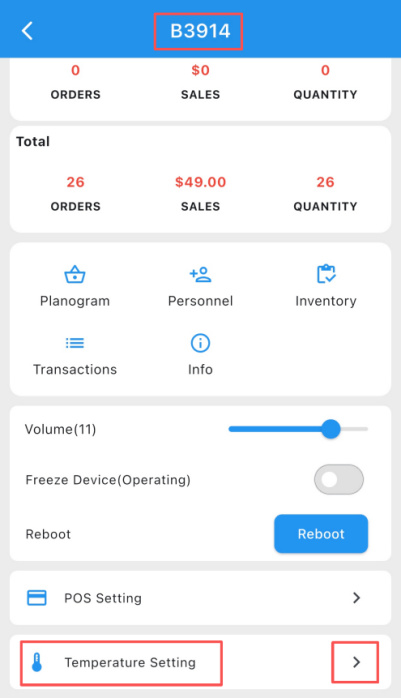 B3914
0 $0 0
ORDERS SALES QUANTITY
Total
26 $49.00 26
ORDERS SALES QUANTITY
Planogram Personnel Inventory
Transactions Info
Volume(11)
Freeze Device(Operating)
Reboot Reboot
POS Setting
Temperature Setting